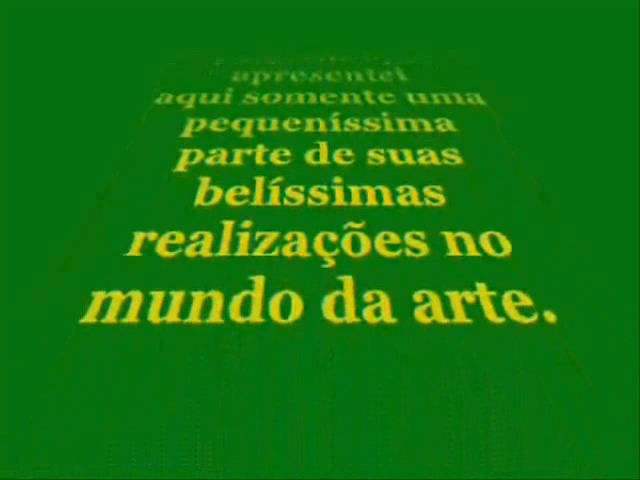 apresentei
aqui somente uma
pequeníssima
parte de suas
belíssimas
realizações no
mundo da arte.